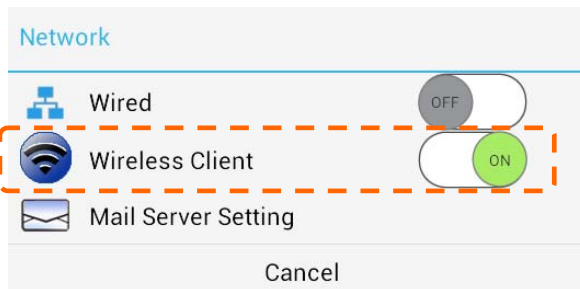 Network
Wired OFF
Wireless Client ON
Mail Server Setting
Cancel